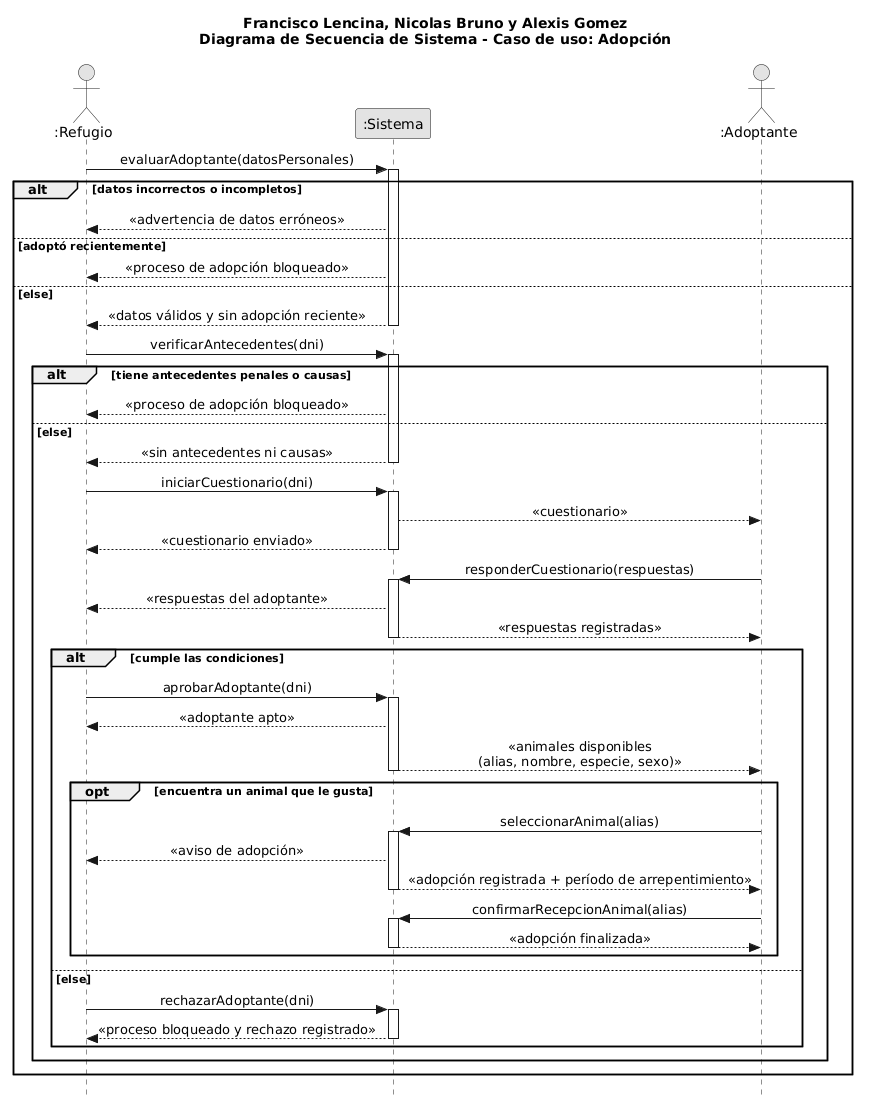 Francisco Lencina, Nicolas Bruno y Alexis Gomez
Diagrama de Secuencia de Sistema - Caso de uso: Adopción
:Refugio
:Sistema
:Adoptante
evaluarAdoptante(datosPersonales)
alt
[datos incorrectos o incompletos]
«advertencia de datos erróneos»
[adoptó recientemente]
«proceso de adopción bloqueado»
[else]
«datos válidos y sin adopción reciente»
verificarAntecedentes(dni)
alt
[tiene antecedentes penales o causas]
«proceso de adopción bloqueado»
[else]
«sin antecedentes ni causas»
iniciarCuestionario(dni)
«cuestionario»
«cuestionario enviado»
responderCuestionario(respuestas)
«respuestas del adoptante»
«respuestas registradas»
alt
[cumple las condiciones]
aprobarAdoptante(dni)
«adoptante apto»
«animales disponibles
(alias, nombre, especie, sexo)»
opt
[encuentra un animal que le gusta]
seleccionarAnimal(alias)
«aviso de adopción»
«adopción registrada + período de arrepentimiento»
confirmarRecepcionAnimal(alias)
«adopción finalizada»
[else]
rechazarAdoptante(dni)
«proceso bloqueado y rechazo registrado»